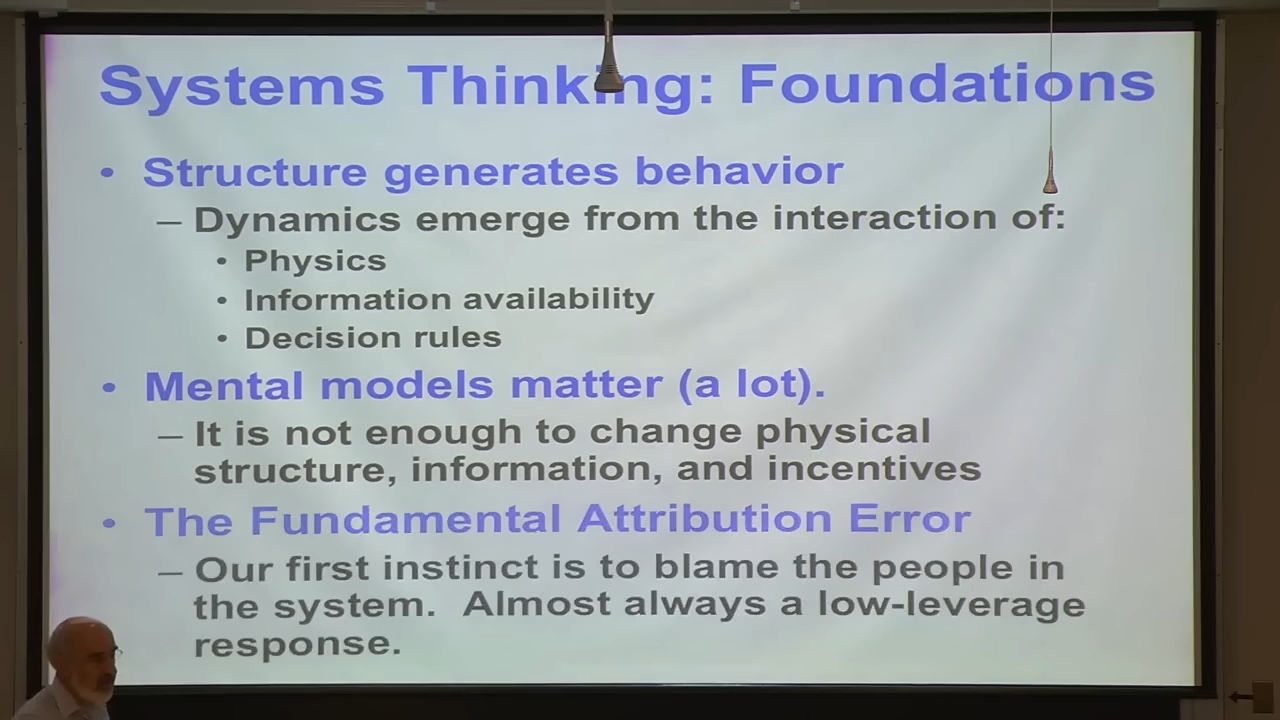 Systems Thinking: Foundations
• Structure generates behavior
– Dynamics emerge from the interaction of:
• Physics
• Information availability
• Decision rules
• Mental models matter (a lot).
– It is not enough to change physical
structure, information, and incentives
• The Fundamental Attribution Error
– Our first instinct is to blame the people in
the system. Almost always a low-leverage
response.